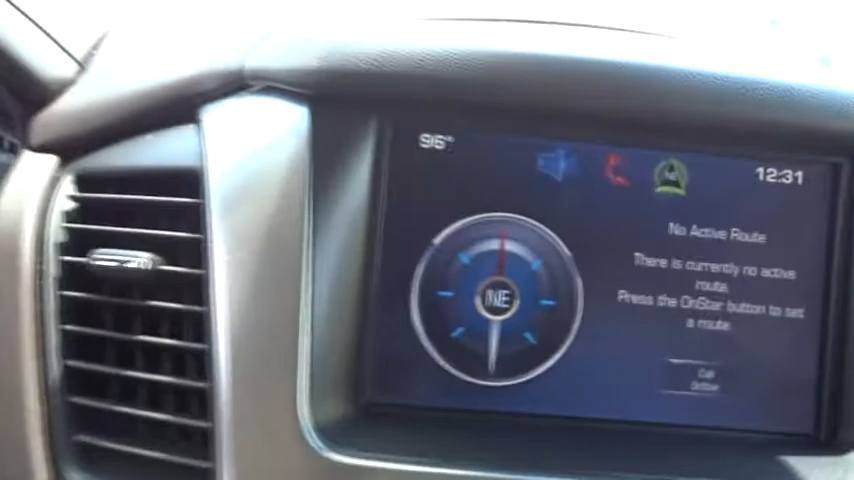 96°
12:31
NE
No Active Route
There is currently no active
route.
Press the OnStar button to set
a route.
NE
Call
OnStar